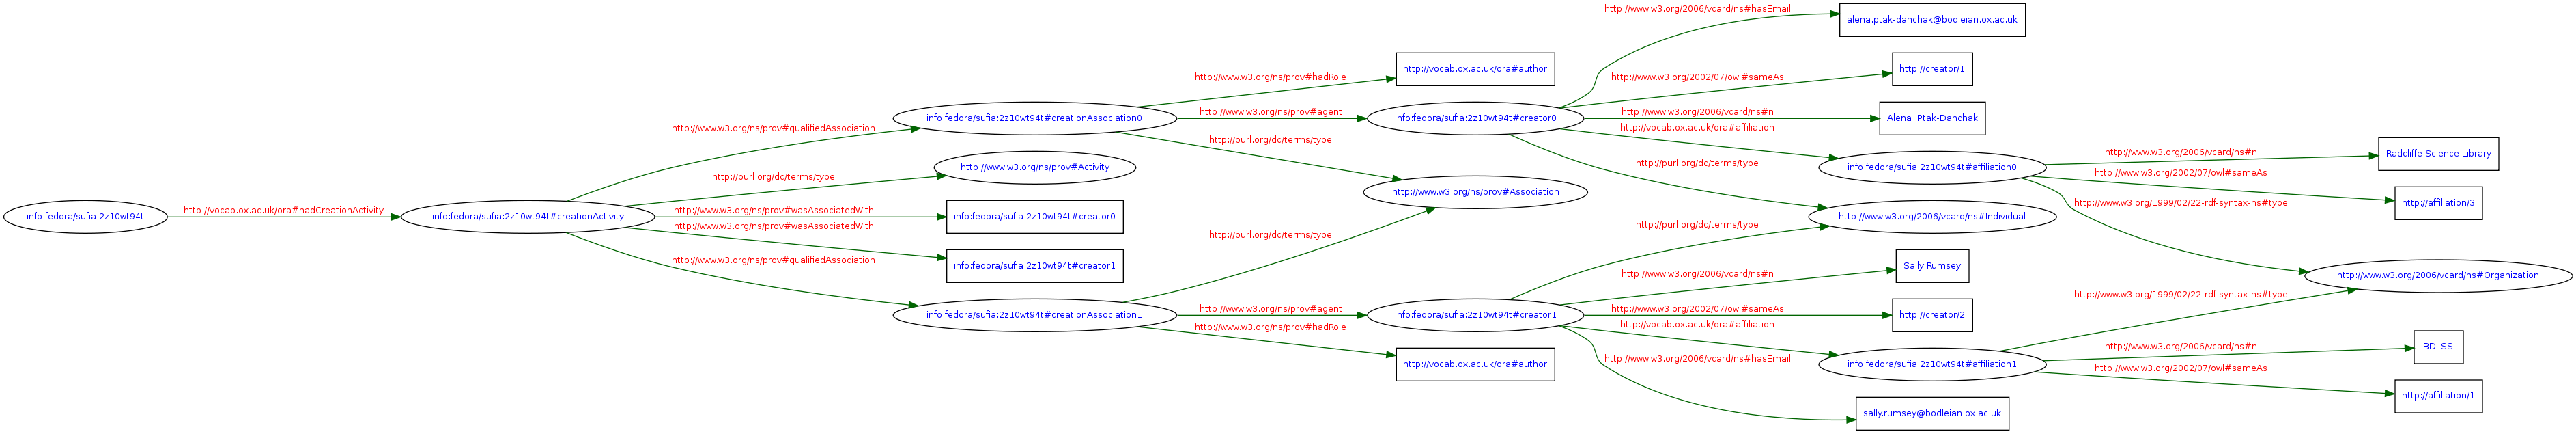 http://www.w3.org/2006/vcard/ns#hasEmail
alena.ptak-danchak@bodleian.ox.ac.uk
http://vocab.ox.ac.uk/ora#author
http://www.w3.org/ns/prov#hadRole
http://www.w3.org/2002/07/owl#sameAs
http://creator/1
info:fedora/sufia:2z10wt94t#creationAssociation0
http://www.w3.org/ns/prov#agent
info:fedora/sufia:2z10wt94t#creator0
http://www.w3.org/2006/vcard/ns#n
Alena  Ptak-Danchak
http://www.w3.org/ns/prov#qualifiedAssociation
http://vocab.ox.ac.uk/ora#affiliation
http://purl.org/dc/terms/type
http://www.w3.org/2006/vcard/ns#n
Radcliffe Science Library
http://www.w3.org/ns/prov#Activity
http://purl.org/dc/terms/type
info:fedora/sufia:2z10wt94t#affiliation0
http://purl.org/dc/terms/type
http://www.w3.org/2002/07/owl#sameAs
http://www.w3.org/ns/prov#Association
http://www.w3.org/1999/02/22-rdf-syntax-ns#type
http://affiliation/3
info:fedora/sufia:2z10wt94t
http://vocab.ox.ac.uk/ora#hadCreationActivity
info:fedora/sufia:2z10wt94t#creationActivity
http://www.w3.org/ns/prov#wasAssociatedWith
info:fedora/sufia:2z10wt94t#creator0
http://www.w3.org/2006/vcard/ns#Individual
http://www.w3.org/ns/prov#wasAssociatedWith
http://purl.org/dc/terms/type
http://purl.org/dc/terms/type
http://www.w3.org/ns/prov#qualifiedAssociation
info:fedora/sufia:2z10wt94t#creator1
http://www.w3.org/2006/vcard/ns#n
Sally Rumsey
http://www.w3.org/2006/vcard/ns#Organization
http://www.w3.org/1999/02/22-rdf-syntax-ns#type
info:fedora/sufia:2z10wt94t#creationAssociation1
http://www.w3.org/ns/prov#agent
info:fedora/sufia:2z10wt94t#creator1
http://www.w3.org/2002/07/owl#sameAs
http://creator/2
http://www.w3.org/ns/prov#hadRole
http://vocab.ox.ac.uk/ora#affiliation
http://www.w3.org/2006/vcard/ns#n
BDLSS
http://vocab.ox.ac.uk/ora#author
http://www.w3.org/2006/vcard/ns#hasEmail
info:fedora/sufia:2z10wt94t#affiliation1
http://www.w3.org/2002/07/owl#sameAs
http://affiliation/1
sally.rumsey@bodleian.ox.ac.uk